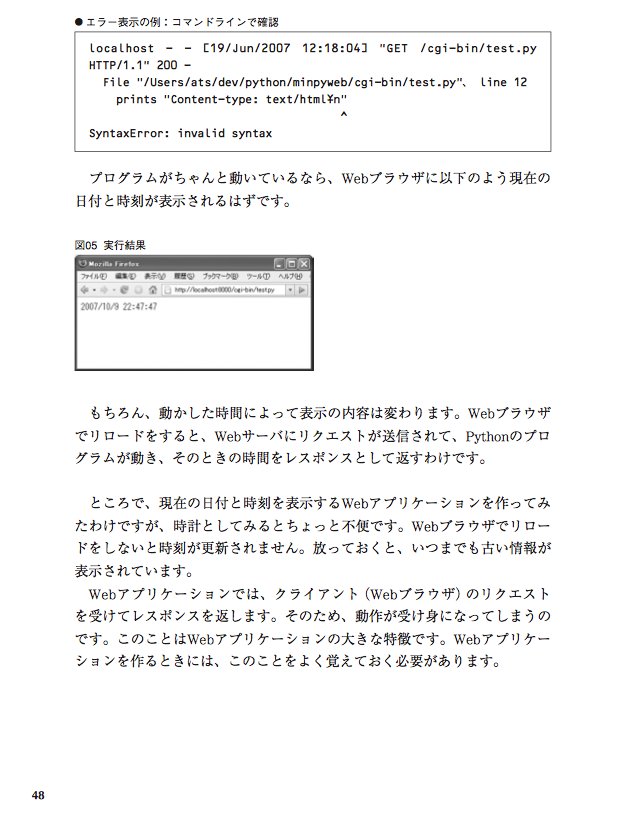 ●エラー表示の例：コマンドラインで確認
localhost - - [19/Jun/2007 12:18:04] "GET /cgi-bin/test.py
HTTP/1.1" 200 -
File "/Users/ats/dev/python/minpyweb/cgi-bin/test.py"、 line 12
prints "Content-type: text/html¥n"
^
SyntaxError: invalid syntax
プログラムがちゃんと動いているなら、Webブラウザに以下のよう現在の
日付と時刻が表示されるはずです。
図05 実行結果
Mozilla Firefox
ファイル(F) 編集(E) 表示(V) 履歴(S) ブックマーク(B) ツール(T) ヘルプ(H)
http://localhost8000/cgi-bin/test.py
2007/10/9 22:47:47
もちろん、動かした時間によって表示の内容は変わります。Webブラウザ
でリロードをすると、Webサーバにリクエストが送信されて、Pythonのプロ
グラムが動き、そのときの時間をレスポンスとして返すわけです。
ところで、現在の日付と時刻を表示するWebアプリケーションを作ってみ
たわけですが、時計としてみるとちょっと不便です。Webブラウザでリロー
ドをしないと時刻が更新されません。放っておくと、いつまでも古い情報が
表示されています。
Webアプリケーションでは、クライアント（Webブラウザ）のリクエスト
を受けてレスポンスを返します。そのため、動作が受け身になってしまうの
です。このことはWebアプリケーションの大きな特徴です。Webアプリケー
ションを作るときには、このことをよく覚えておく必要があります。
48